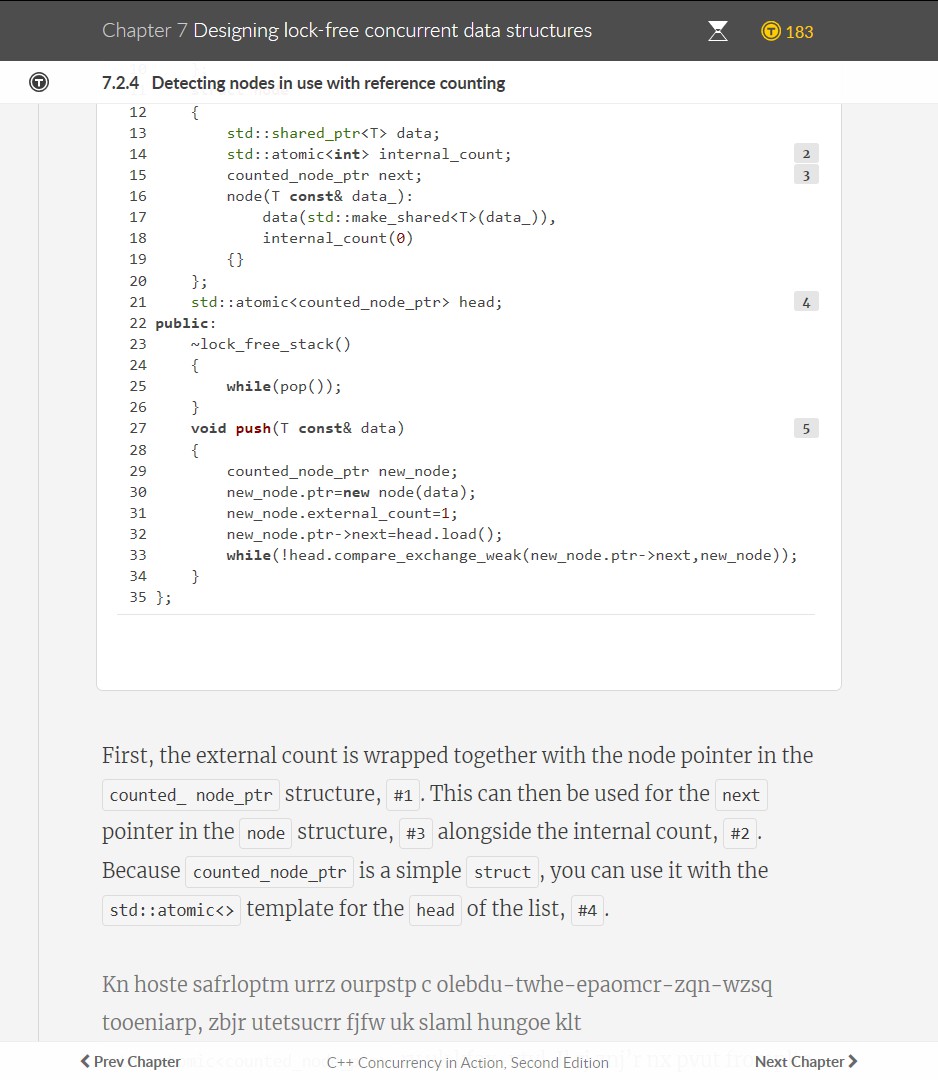 Chapter 7 Designing lock-free concurrent data structures
183
7.2.4 Detecting nodes in use with reference counting
12 {
13 std::shared_ptr<T> data;
14 std::atomic<int> internal_count; 2
15 counted_node_ptr next; 3
16 node(T const& data_):
17 data(std::make_shared<T>(data_)),
18 internal_count(0)
19 {}
20 };
21 std::atomic<counted_node_ptr> head; 4
22 public:
23 ~lock_free_stack()
24 {
25 while(pop());
26 }
27 void push(T const& data) 5
28 {
29 counted_node_ptr new_node;
30 new_node.ptr=new node(data);
31 new_node.external_count=1;
32 new_node.ptr->next=head.load();
33 while(!head.compare_exchange_weak(new_node.ptr->next,new_node));
34 }
35 };
First, the external count is wrapped together with the node pointer in the
counted_ node_ptr structure, #1 . This can then be used for the next
pointer in the node structure, #3 alongside the internal count, #2 .
Because counted_node_ptr is a simple struct , you can use it with the
std::atomic<> template for the head of the list, #4 .
Kn hoste safrloptm urrz ourpstp c olebdu-twhe-epaomcr-zqn-wzsq
tooeniarp, zbjr utetsucrr fjfw uk slaml hungoe klt
Prev Chapter C++ Concurrency in Action, Second Edition Next Chapter